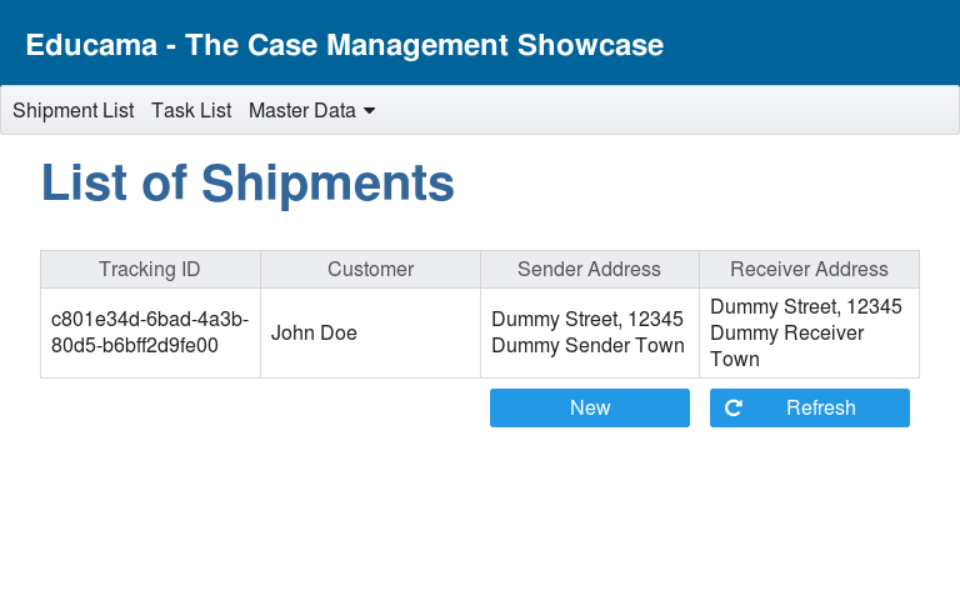 Educama - The Case Management Showcase
Shipment List Task List Master Data
List of Shipments
Tracking ID Customer Sender Address Receiver Address
c801e34d-6bad-4a3b-
80d5-b6bff2d9fe00
John Doe
Dummy Street, 12345
Dummy Sender Town
Dummy Street, 12345
Dummy Receiver
Town
New Refresh